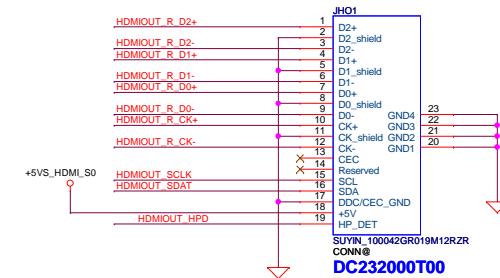 JHO1
HDMIOUT_R_D2+ 1 D2+
2 D2_shield
HDMIOUT_R_D2- 3 D2-
HDMIOUT_R_D1+ 4 D1+
5 D1_shield
HDMIOUT_R_D1- 6 D1-
HDMIOUT_R_D0+ 7 D0+
8 D0_shield
HDMIOUT_R_D0- 9 D0- GND4 23
HDMIOUT_R_CK+ 10 CK+ GND3 22
11 CK_shield GND2 21
HDMIOUT_R_CK- 12 CK- GND1 20
13 CEC
14 Reserved
+5VS_HDMI_S0
HDMIOUT_SCLK 15 SCL
HDMIOUT_SDAT 16 SDA
17 DDC/CEC_GND
18 +5V
HDMIOUT_HPD 19 HP_DET
SUYIN_100042GR019M12RZR
CONN@
DC232000T00